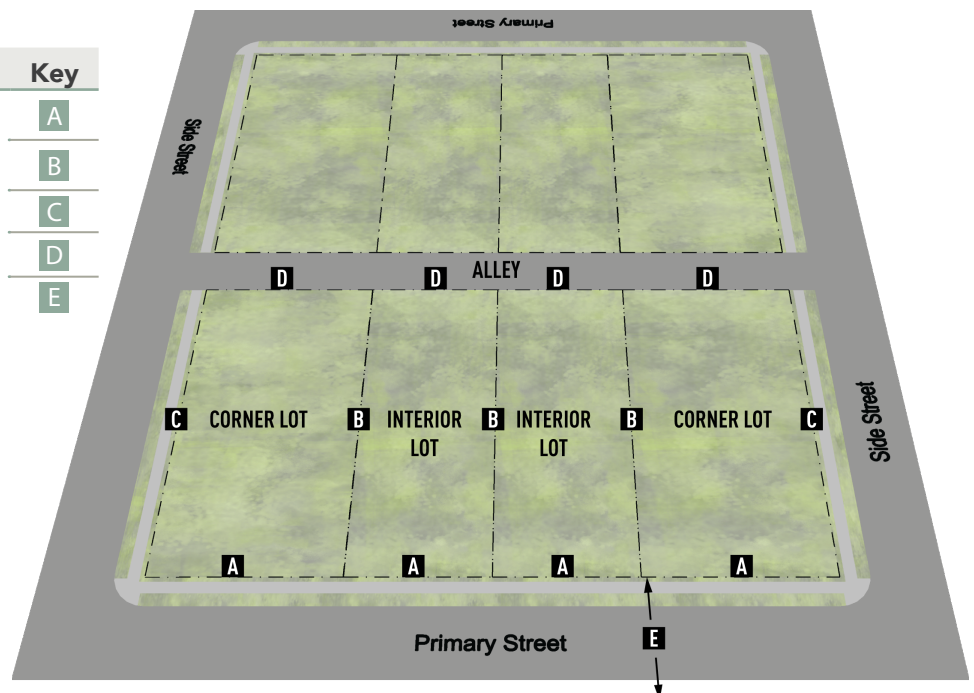 Primary Street
Key
A
B
C
D
E
Side Street
ALLEY
D
D
D
D
Side Street
C
CORNER LOT
B
INTERIOR
LOT
B
INTERIOR
LOT
B
CORNER LOT
C
A
A
A
A
Primary Street
E